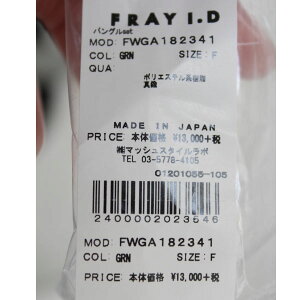 FRAY I.D
バングルset
MOD: FWGA182341
COL: GRN SIZE: F
QUA:
ポリエステル系樹脂
真鍮
MADE IN JAPAN
PRICE: 本体価格 ¥13,000+税
㈱マッシュスタイルラボ
TEL 03-5778-4105
01201055-105
2400002023546
MOD: FWGA182341
COL: GRN SIZE: F
PRICE: 本体価格 ¥13,000+税